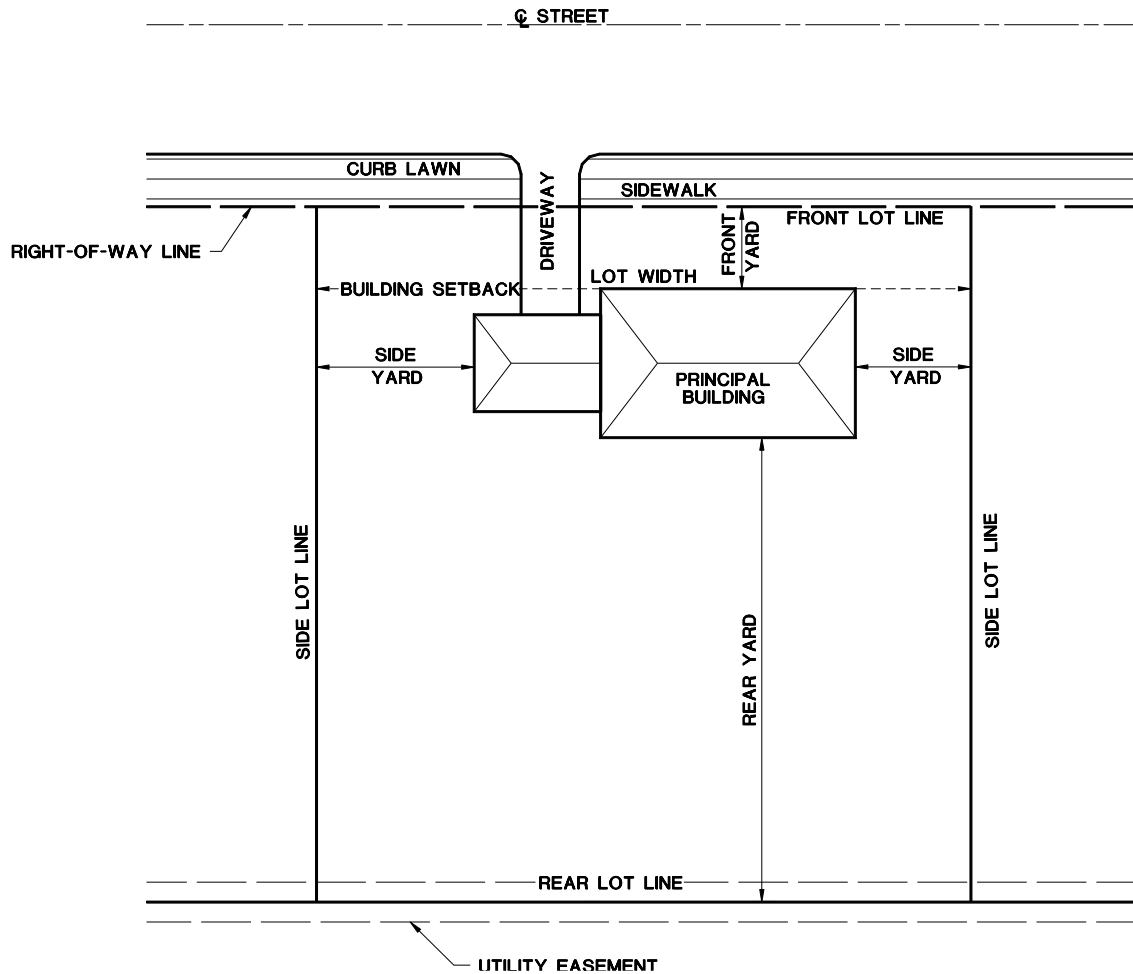 ℄ STREET
CURB LAWN
DRIVEWAY
SIDEWALK
FRONT LOT LINE
RIGHT-OF-WAY LINE
FRONT
YARD
LOT WIDTH
BUILDING SETBACK
SIDE
YARD
PRINCIPAL
BUILDING
SIDE
YARD
SIDE LOT LINE
SIDE LOT LINE
REAR YARD
REAR LOT LINE
UTILITY EASEMENT